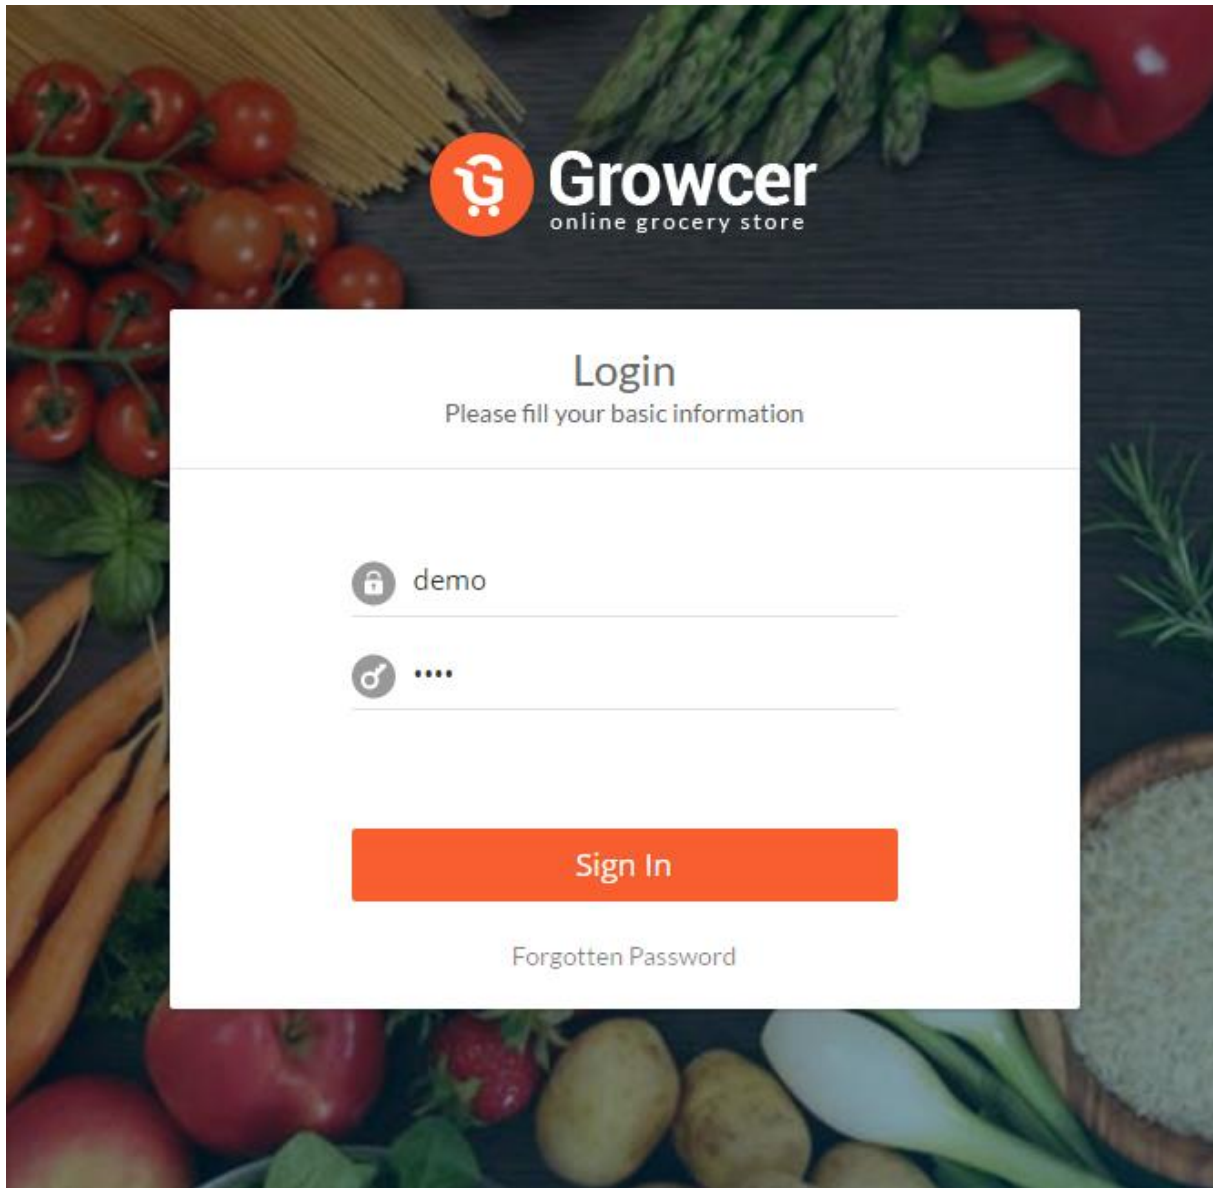 Growcer
online grocery store
Login
Please fill your basic information
demo
••••
Sign In
Forgotten Password